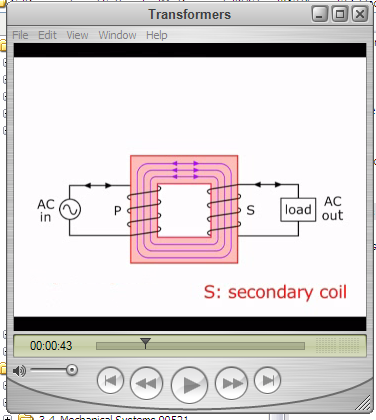 Transformers
File Edit View Window Help
AC in
P
S
load
AC out
S: secondary coil
00:00:43
3-4 Mechanical Systems 00521